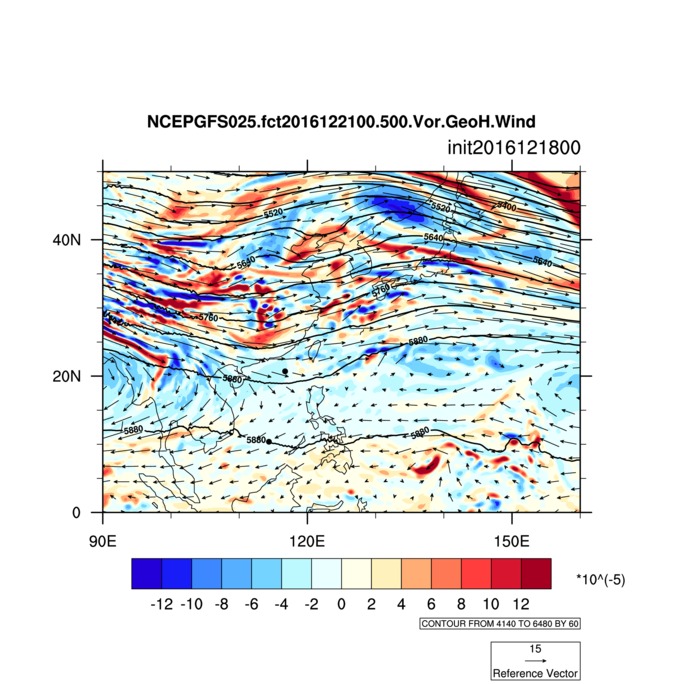 NCEPGFS025.fct2016122100.500.Vor.GeoH.Wind
init2016121800
5520
5520
5400
40N
5640
5640
5640
5760
5760
5880
20N
5880
5880
5880
5880
0
90E 120E 150E
-12 -10 -8 -6 -4 -2 0 2 4 6 8 10 12
*10^(-5)
CONTOUR FROM 4140 TO 6480 BY 60
15
Reference Vector